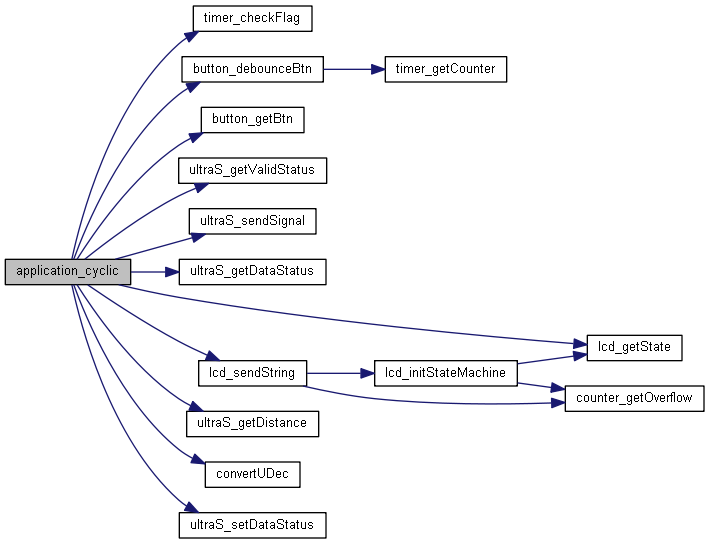 timer_checkFlag
button_debounceBtn
timer_getCounter
button_getBtn
ultraS_getValidStatus
ultraS_sendSignal
application_cyclic
ultraS_getDataStatus
lcd_getState
lcd_sendString
lcd_initStateMachine
counter_getOverflow
ultraS_getDistance
convertUDec
ultraS_setDataStatus